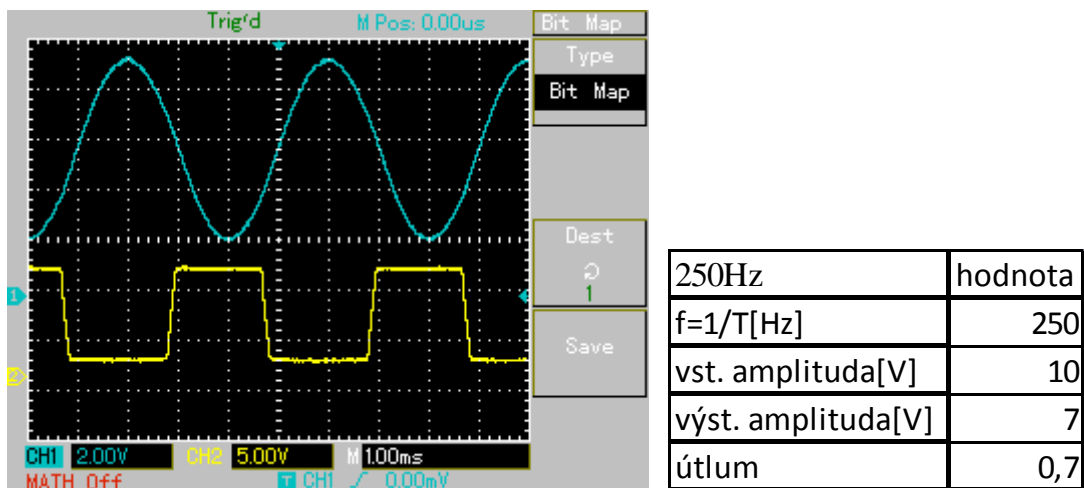 Trig'd M Pos: 0.00us Bit Map
Type
Bit Map
Dest
1
Save
1
2
CH1 2.00V CH2 5.00V M 1.00ms
MATH Off T CH1 0.00mV
250Hz hodnota
f=1/T[Hz] 250
vst. amplituda[V] 10
výst. amplituda[V] 7
útlum 0,7